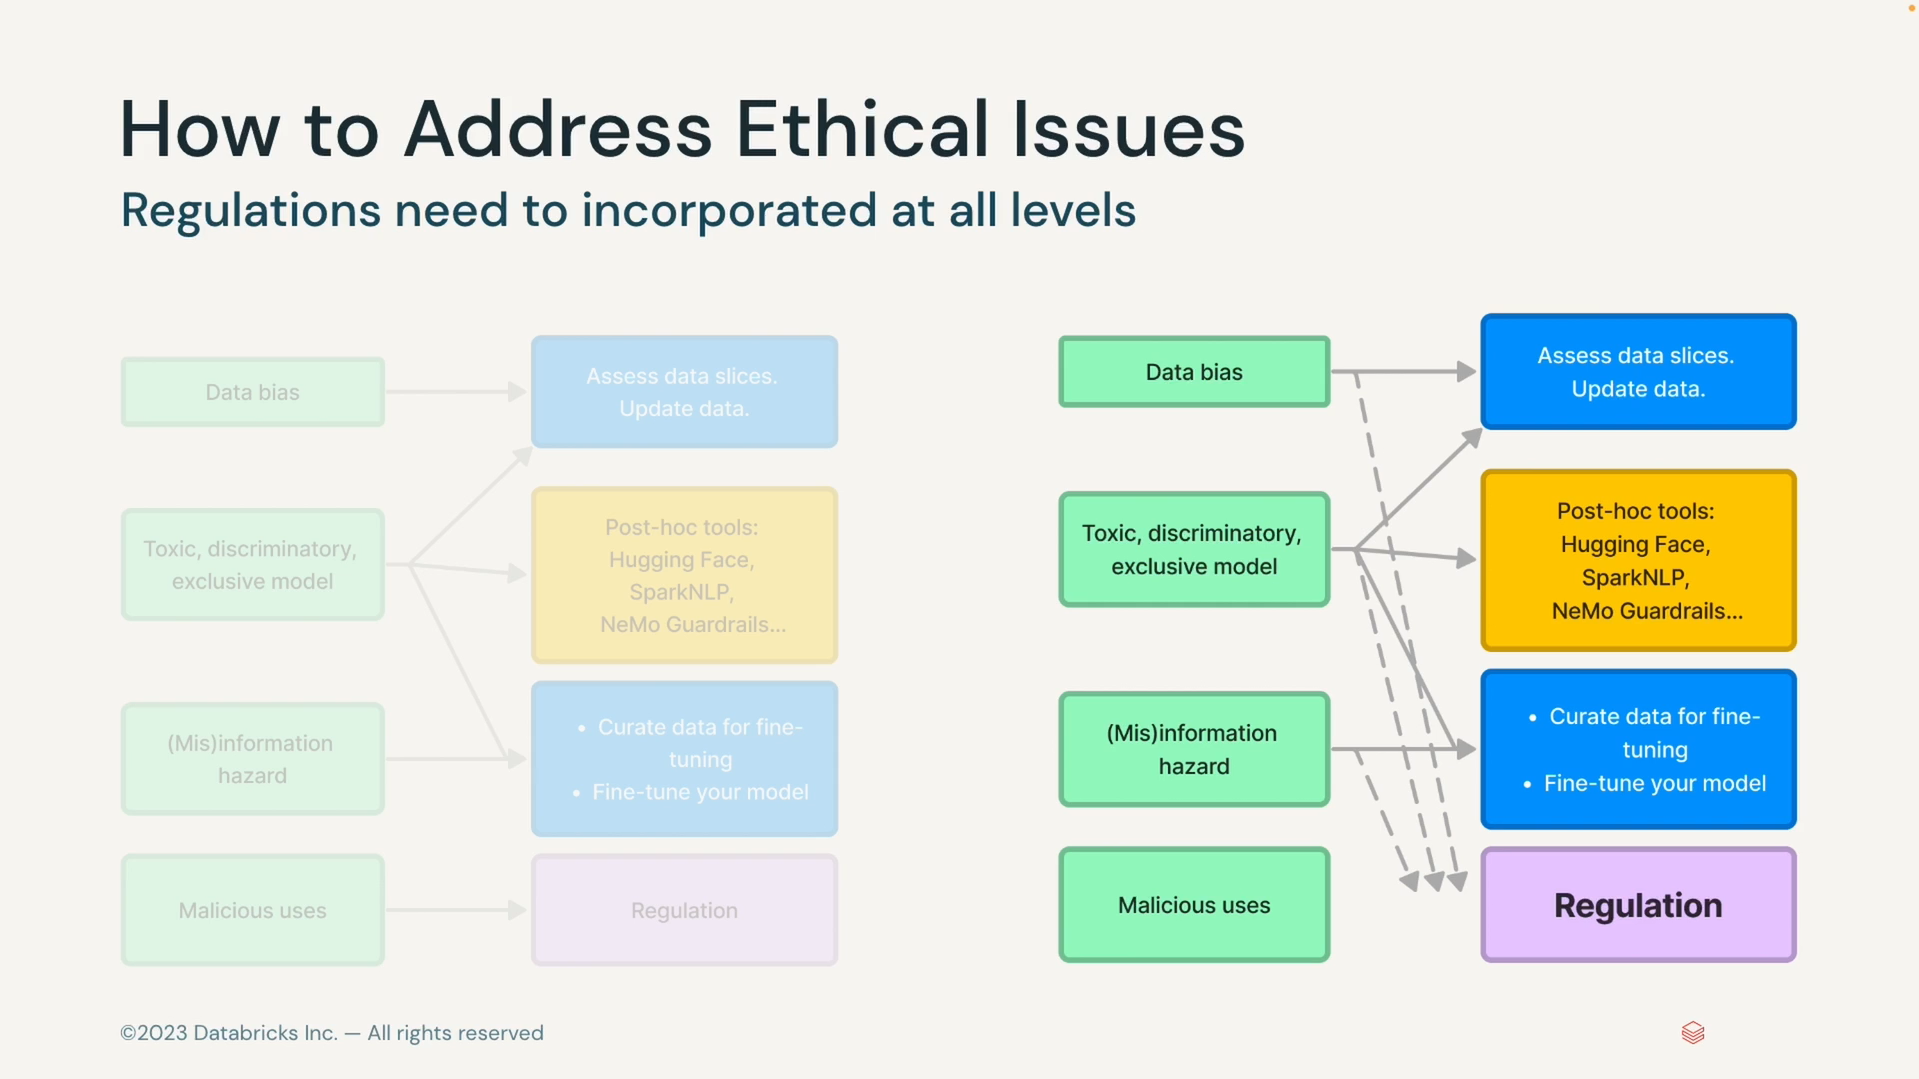 How to Address Ethical Issues
Regulations need to incorporated at all levels
Data bias
Assess data slices.
Update data.
Toxic, discriminatory,
exclusive model
Post-hoc tools:
Hugging Face,
SparkNLP,
NeMo Guardrails...
(Mis)information
hazard
• Curate data for fine-
tuning
• Fine-tune your model
Malicious uses
Regulation
Data bias
Assess data slices.
Update data.
Toxic, discriminatory,
exclusive model
Post-hoc tools:
Hugging Face,
SparkNLP,
NeMo Guardrails...
(Mis)information
hazard
• Curate data for fine-
tuning
• Fine-tune your model
Malicious uses
Regulation
©2023 Databricks Inc. — All rights reserved